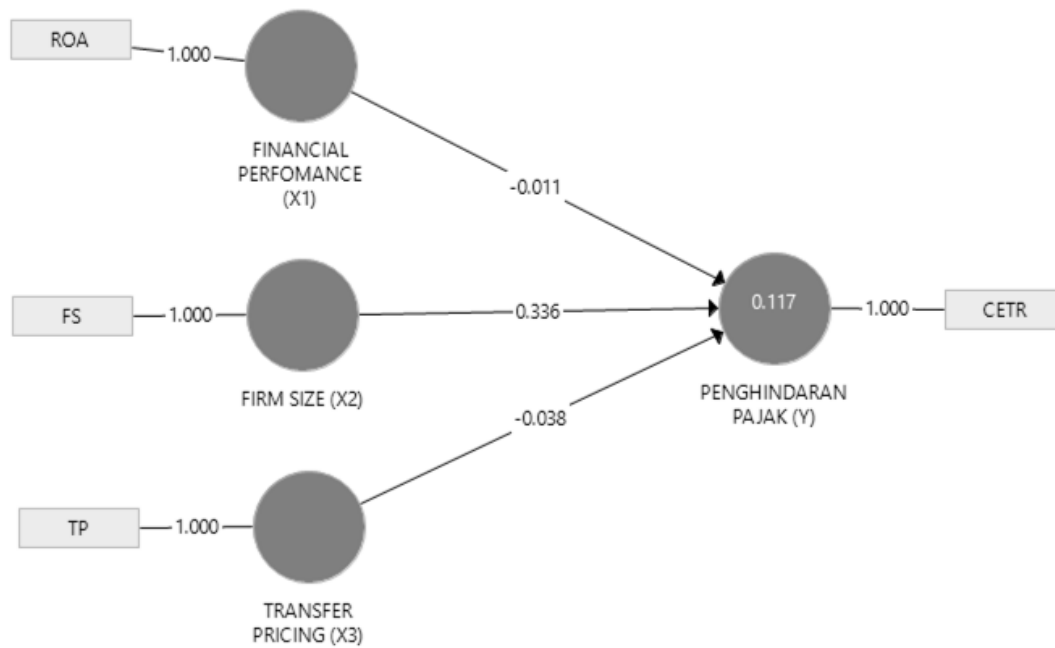 ROA
1.000
FINANCIAL
PERFOMANCE
(X1)
-0.011
FS
1.000
FIRM SIZE (X2)
0.336
0.117
1.000
CETR
PENGHINDARAN
PAJAK (Y)
-0.038
TP
1.000
TRANSFER
PRICING (X3)